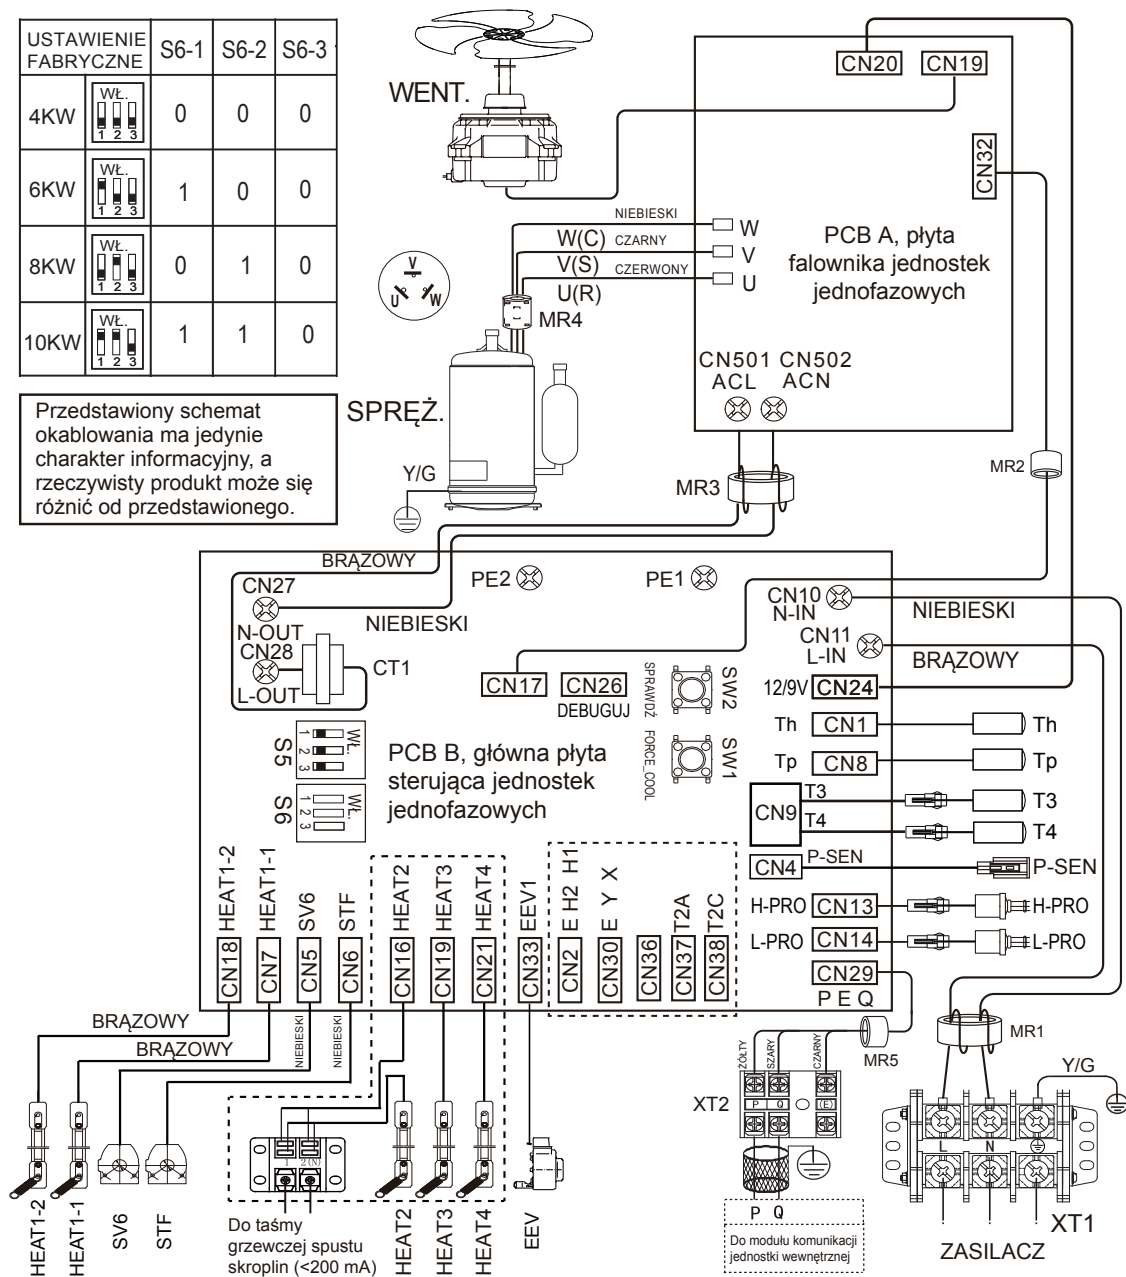 USTAWIENIE FABRYCZNE S6-1 S6-2 S6-3
4KW WŁ. 1 2 3 0 0 0
6KW WŁ. 1 2 3 1 0 0
8KW WŁ. 1 2 3 0 1 0
10KW WŁ. 1 2 3 1 1 0
Przedstawiony schemat
okablowania ma jedynie
charakter informacyjny, a
rzeczywisty produkt może się
różnić od przedstawionego.
WENT.
CN20 CN19
CN32
NIEBIESKI
W(C) CZARNY
V(S) CZERWONY
U(R)
W
V
U
V
U W
MR4
PCB A, płyta
falownika jednostek
jednofazowych
CN501 CN502
ACL ACN
SPRĘŻ.
Y/G
MR3
MR2
BRĄZOWY
CN27
N-OUT
NIEBIESKI
CN28
L-OUT
CT1
PE2 PE1
CN10
N-IN
NIEBIESKI
CN11
L-IN
BRĄZOWY
CN17 CN26
DEBUGUJ
SPRAWDŹ SW2
FORCE_COOL SW1
12/9V CN24
Th CN1 Th
Tp CN8 Tp
CN9 T3 T3
T4 T4
CN4 P-SEN P-SEN
H-PRO CN13 H-PRO
L-PRO CN14 L-PRO
CN29
P E Q
S5 1 2 3 WŁ.
S6 1 2 3 WŁ.
PCB B, główna płyta
sterująca jednostek
jednofazowych
HEAT1-2 HEAT1-1 SV6 STF HEAT2 HEAT3 HEAT4 EEV1 E H2 H1 E Y X T2A T2C
CN18 CN7 CN5 CN6 CN16 CN19 CN21 CN33 CN2 CN30 CN36 CN37 CN38
BRĄZOWY
BRĄZOWY
NIEBIESKI
NIEBIESKI
ŻÓŁTY SZARY CZARNY
MR5
MR1
Y/G
XT2
P Q (E)
P Q
Do modułu komunikacji
jednostki wewnętrznej
L N
XT1
ZASILACZ
1 2(N)
Do taśmy
grzewczej spustu
skroplin (<200 mA)
HEAT1-2 HEAT1-1 SV6 STF HEAT2 HEAT3 HEAT4 EEV